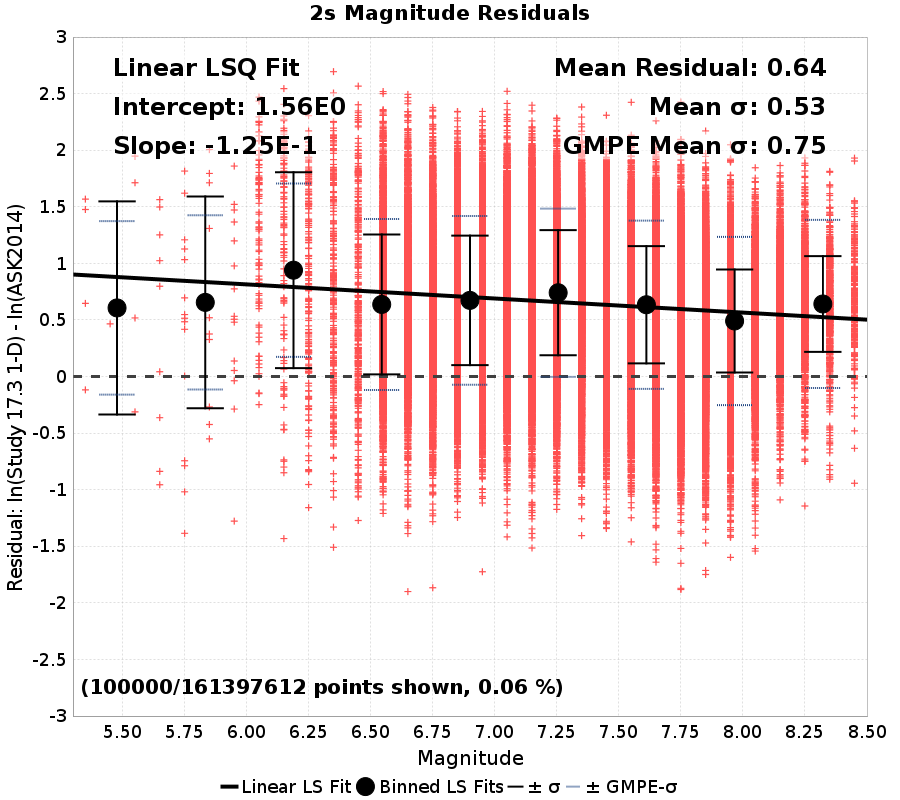 2s Magnitude Residuals
Linear LSQ Fit
Intercept: 1.56E0
Slope: -1.25E-1
Mean Residual: 0.64
Mean σ: 0.53
GMPE Mean σ: 0.75
Residual: ln(Study 17.3 1-D) - ln(ASK2014)
3
2.5
2
1.5
1
0.5
0
-0.5
-1
-1.5
-2
-2.5
-3
(100000/161397612 points shown, 0.06 %)
5.50 5.75 6.00 6.25 6.50 6.75 7.00 7.25 7.50 7.75 8.00 8.25 8.50
Magnitude
Linear LS Fit Binned LS Fits ± σ ± GMPE-σ